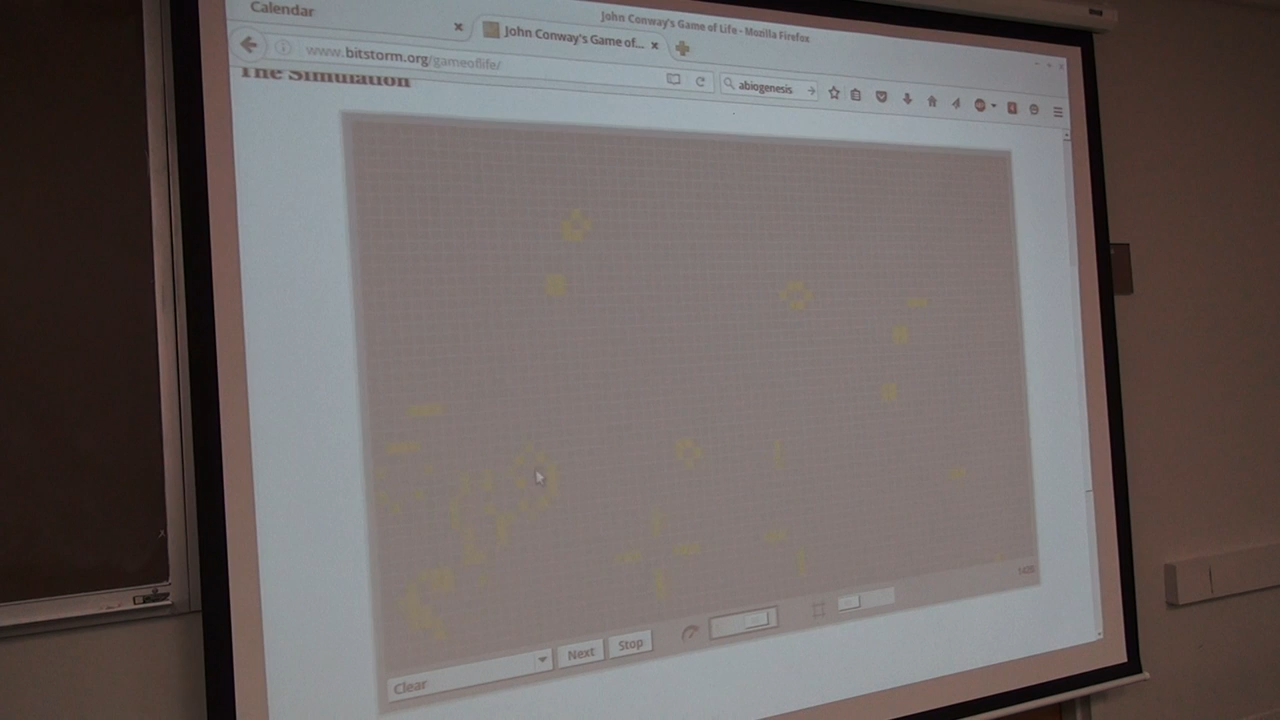 Calendar
John Conway's Game of Life - Mozilla Firefox
John Conway's Game of...
www.bitstorm.org/gameoflife/
abiogenesis
The Simulation
Clear
Next
Stop